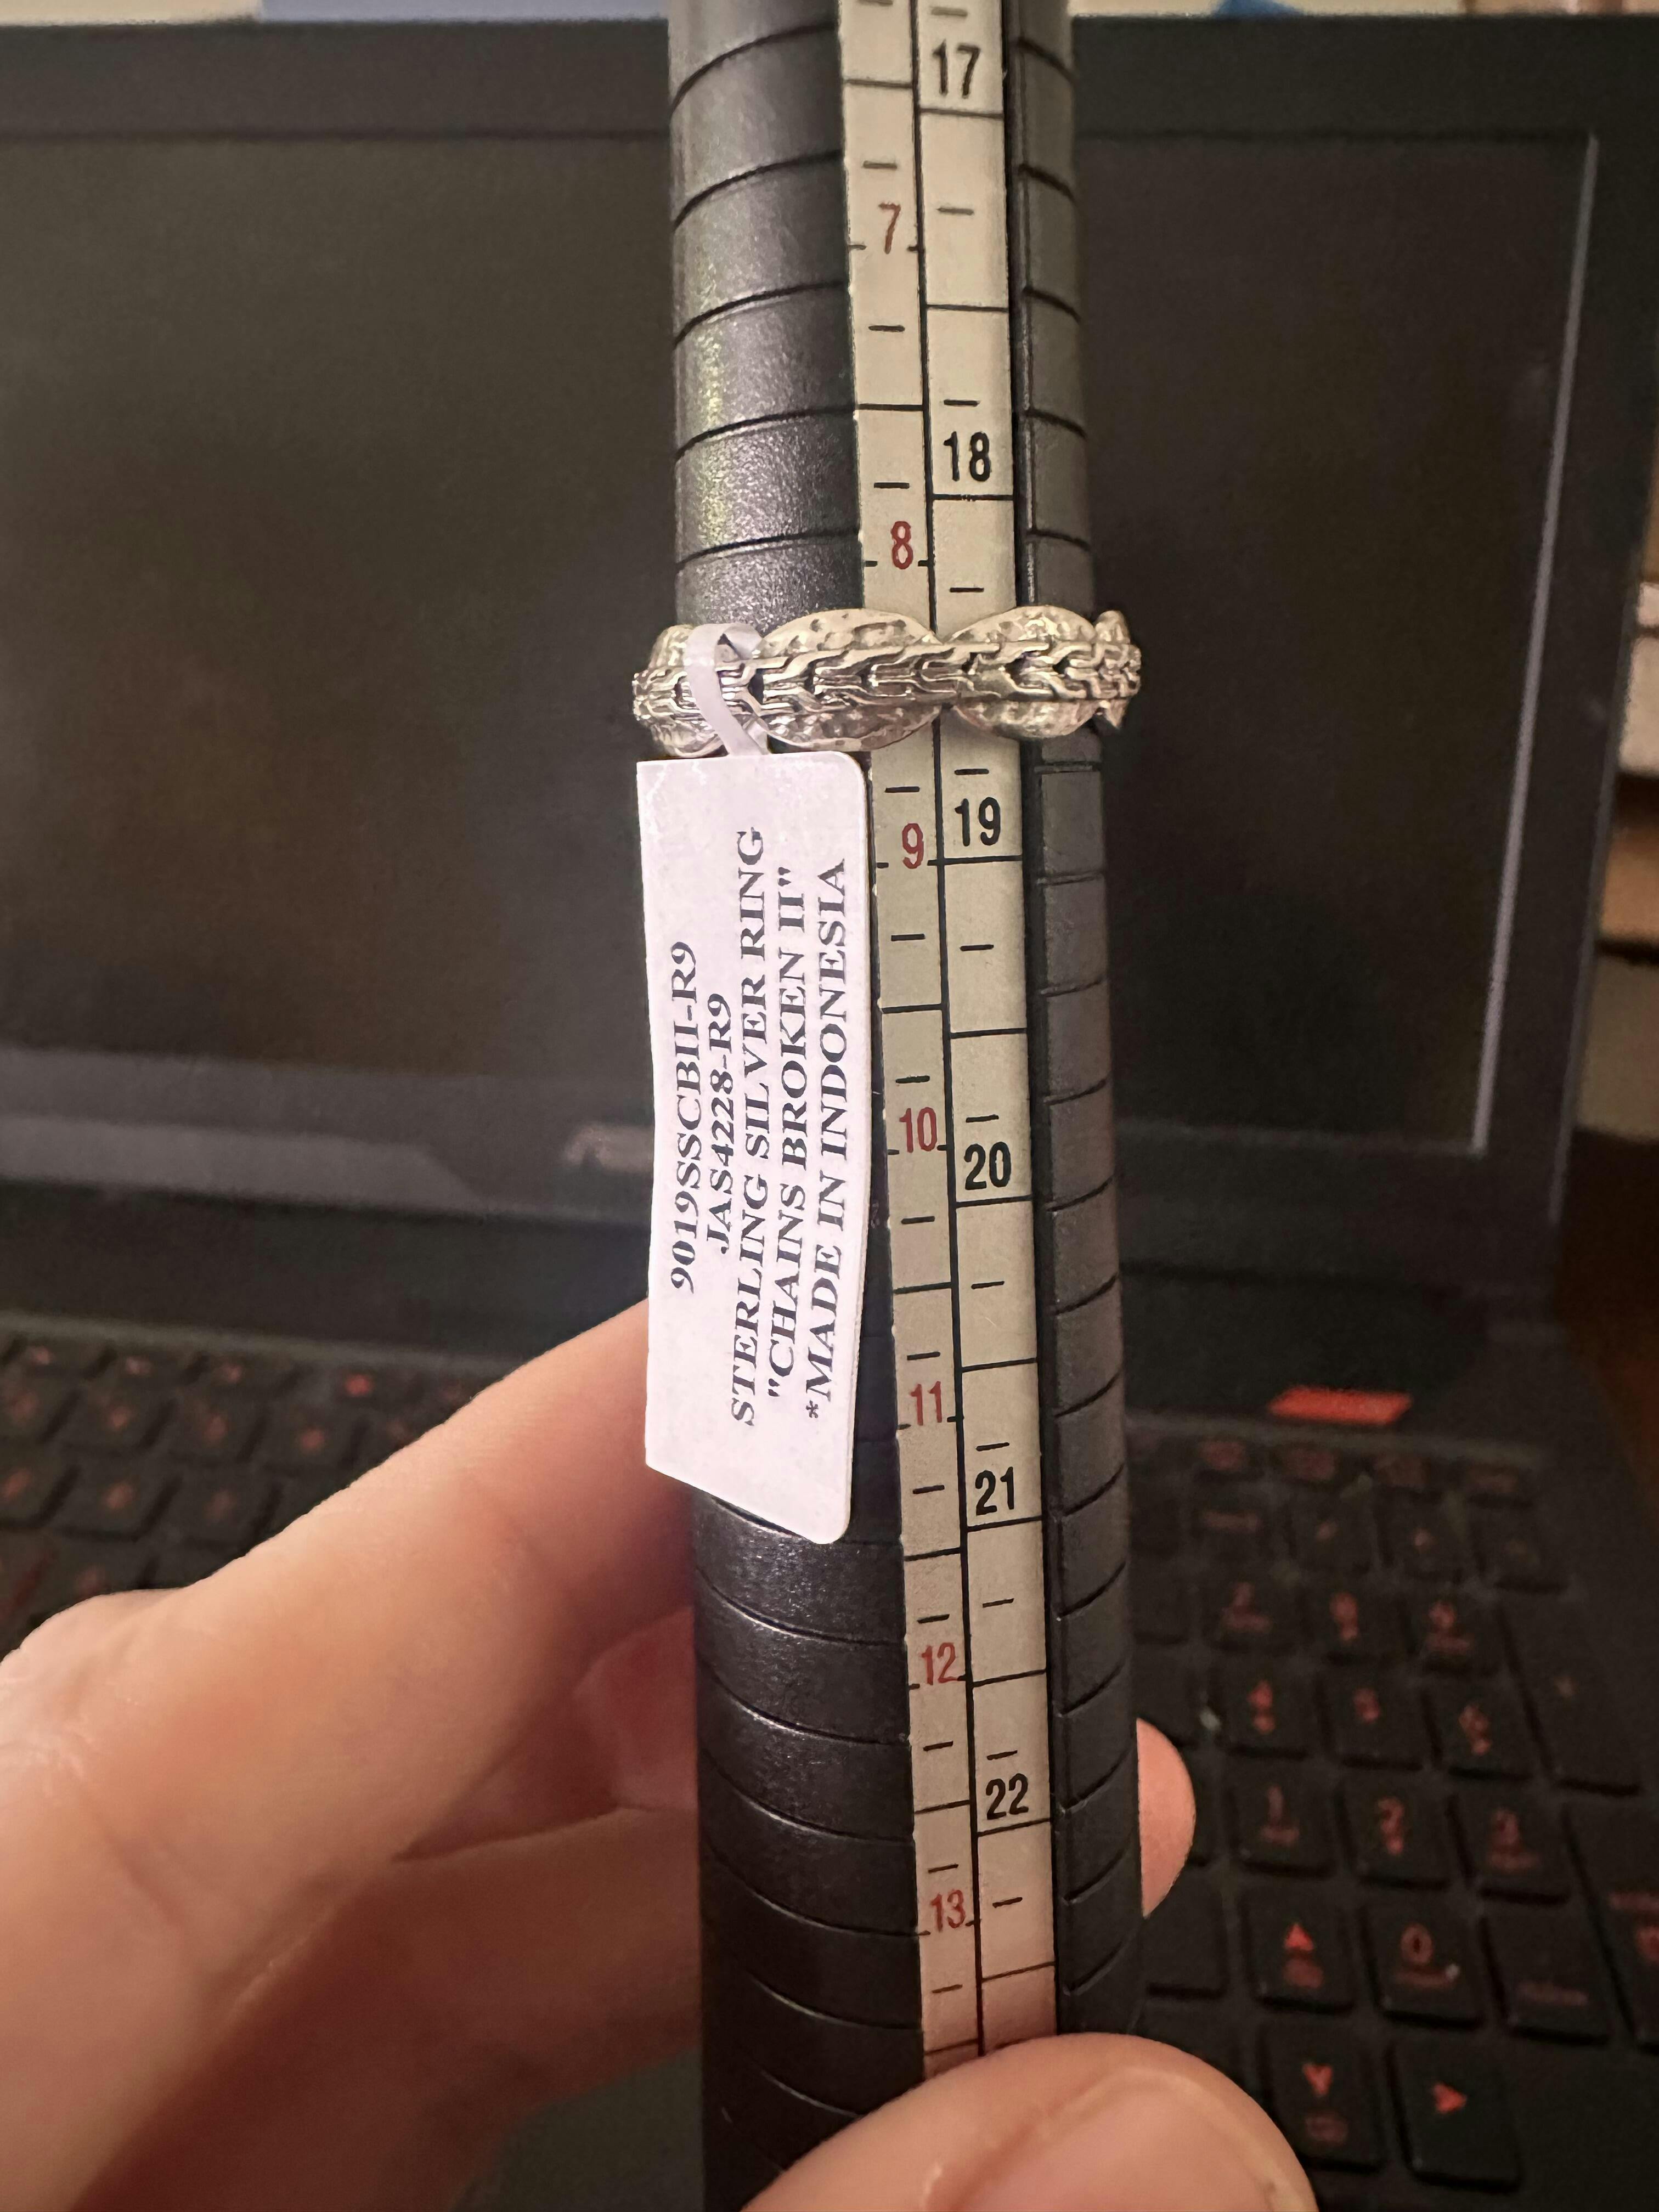 17
7
18
8
19
9
10
20
11
21
12
22
13
9019SSCBII-R9
JAS4228-R9
STERLING SILVER RING
"CHAINS BROKEN II"
*MADE IN INDONESIA